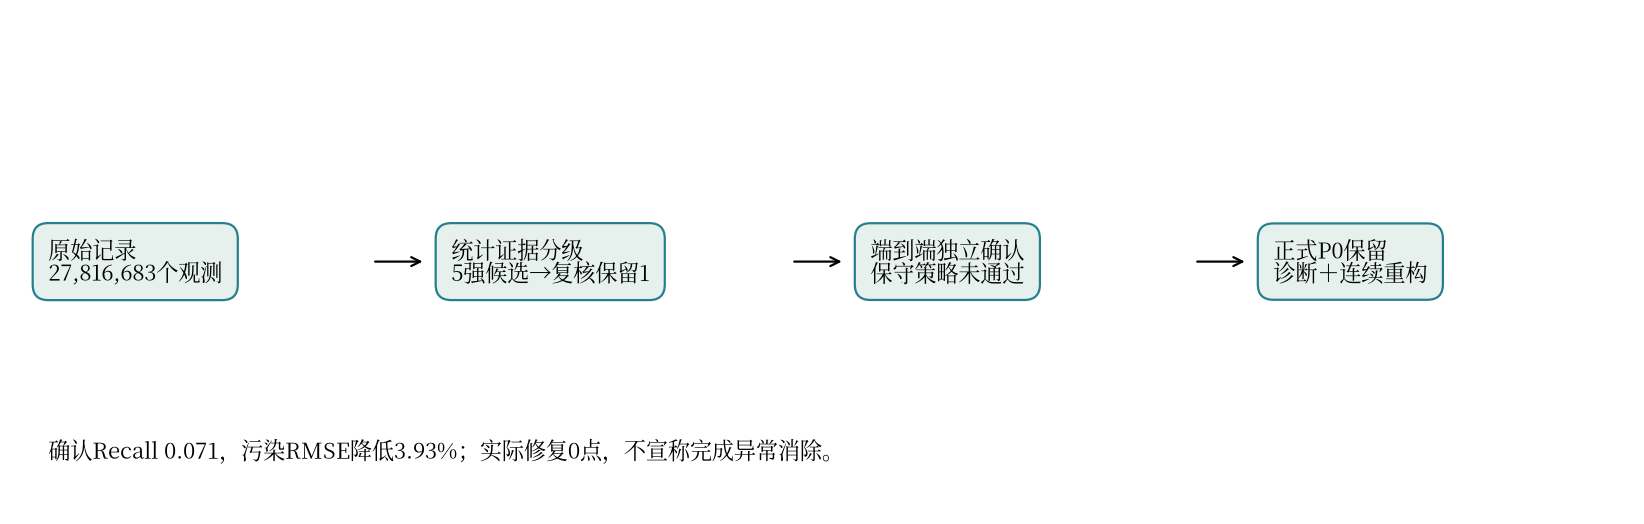 原始记录
27,816,683个观测
统计证据分级
5强候选→复核保留1
端到端独立确认
保守策略未通过
正式P0保留
诊断＋连续重构
确认Recall 0.071，污染RMSE降低3.93%；实际修复0点，不宣称完成异常消除。